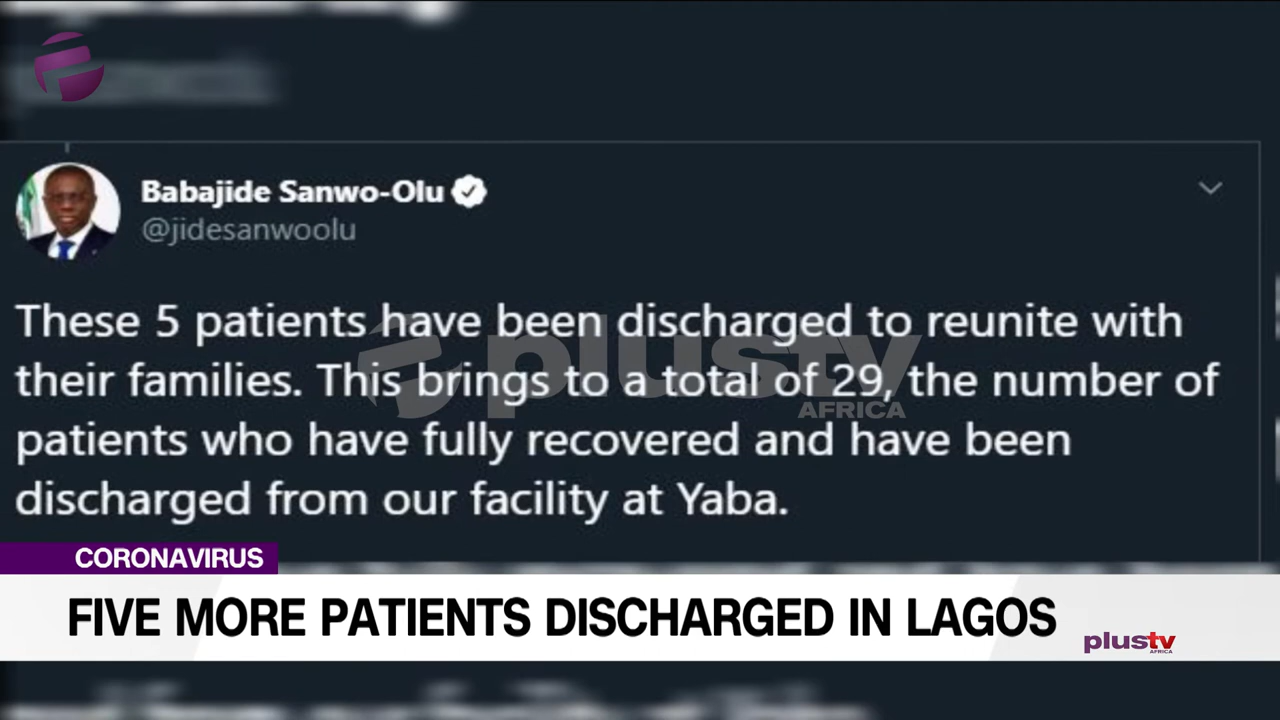 Babajide Sanwo-Olu
@jidesanwoolu
These 5 patients have been discharged to reunite with
their families. This brings to a total of 29, the number of
patients who have fully recovered and have been
discharged from our facility at Yaba.
plustv
AFRICA
CORONAVIRUS
FIVE MORE PATIENTS DISCHARGED IN LAGOS
plustv
AFRICA